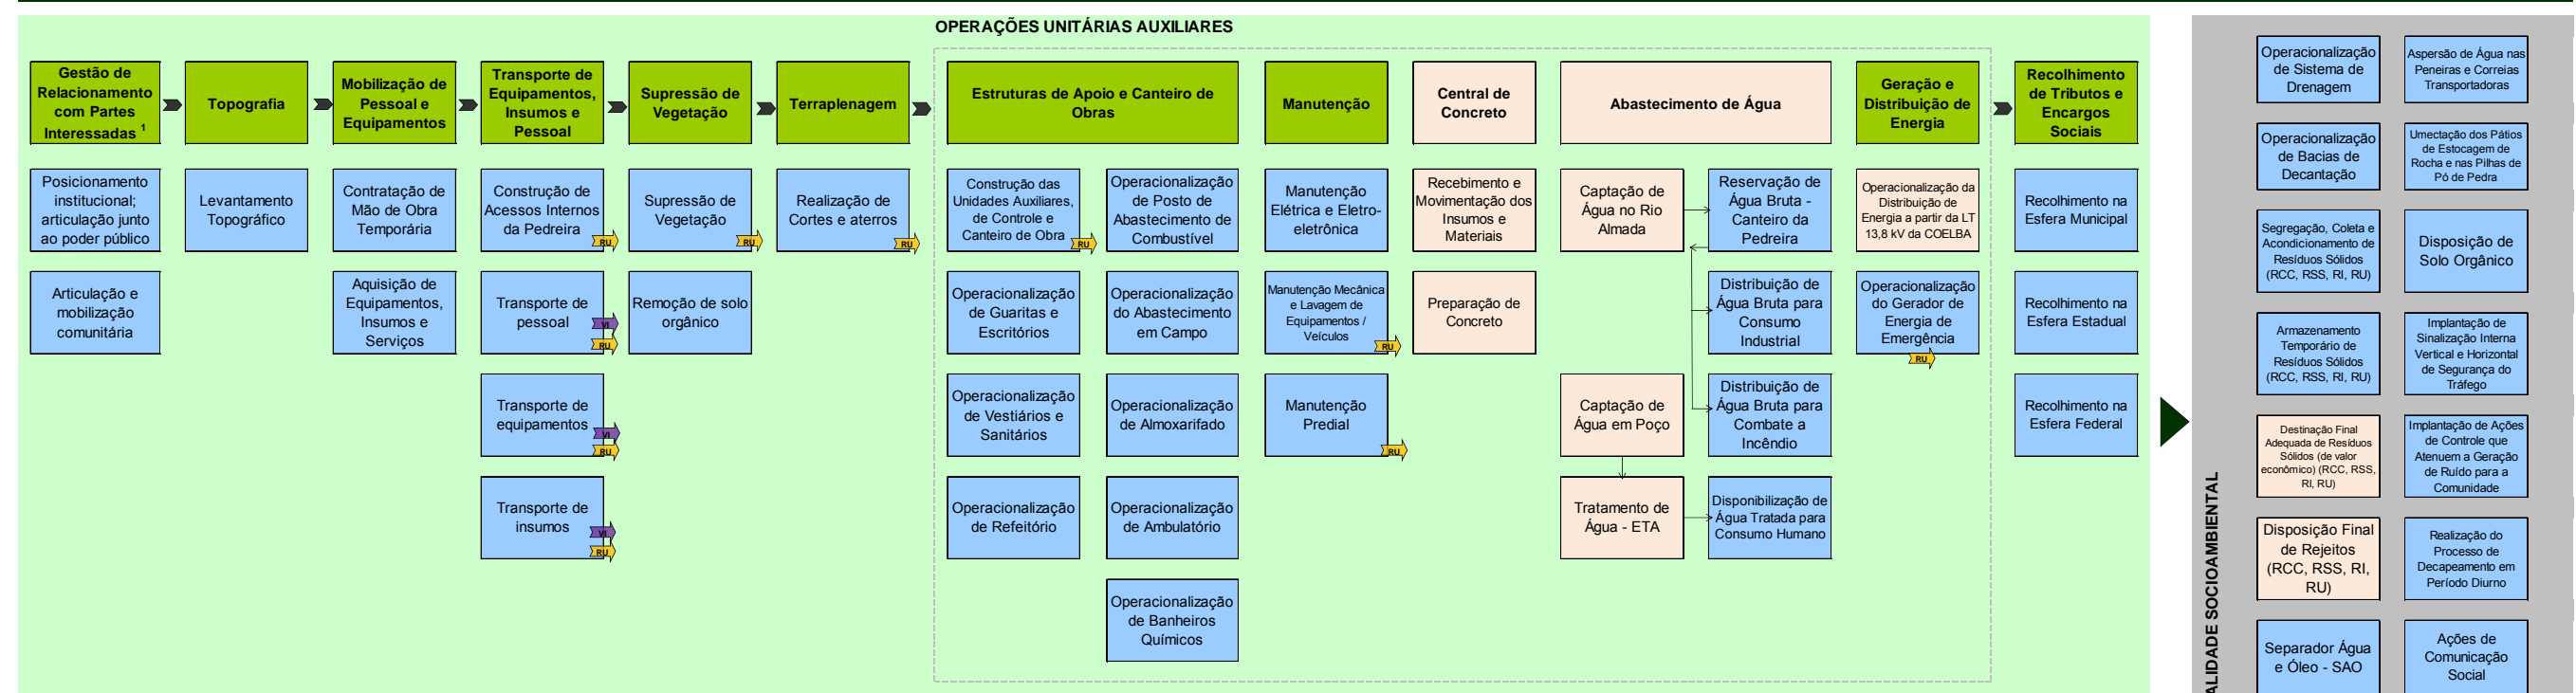 OPERAÇÕES UNITÁRIAS AUXILIARES
Gestão de
Relacionamento
com Partes
Interessadas ¹
Topografia
Mobilização de
Pessoal e
Equipamentos
Transporte de
Equipamentos,
Insumos e
Pessoal
Supressão de
Vegetação
Terraplenagem
Estruturas de Apoio e Canteiro de
Obras
Manutenção
Central de
Concreto
Abastecimento de Água
Geração e
Distribuição de
Energia
Recolhimento
de Tributos e
Encargos
Sociais
Posicionamento
institucional;
articulação junto
ao poder público
Articulação e
mobilização
comunitária
Levantamento
Topográfico
Contratação de
Mão de Obra
Temporária
Aquisição de
Equipamentos,
Insumos e
Serviços
Construção de
Acessos Internos
da Pedreira
RU
Transporte de
pessoal
VI
RU
Transporte de
equipamentos
VI
RU
Transporte de
insumos
VI
RU
Supressão de
Vegetação
RU
Remoção de solo
orgânico
Realização de
Cortes e aterros
RU
Construção das
Unidades Auxiliares,
de Controle e
Canteiro de Obra
RU
Operacionalização
de Guaritas e
Escritórios
Operacionalização
de Vestiários e
Sanitários
Operacionalização
de Refeitório
Operacionalização
de Posto de
Abastecimento de
Combustível
Operacionalização
do Abastecimento
em Campo
Operacionalização
de Almoxarifado
Operacionalização
de Ambulatório
Operacionalização
de Banheiros
Químicos
Manutenção
Elétrica e Eletro-
eletrônica
Manutenção Mecânica
e Lavagem de
Equipamentos /
Veículos
RU
Manutenção
Predial
RU
Recebimento e
Movimentação dos
Insumos e
Materiais
Preparação de
Concreto
Captação de
Água no Rio
Almada
Captação de
Água em Poço
Tratamento de
Água - ETA
Reservação de
Água Bruta -
Canteiro da
Pedreira
Distribuição de
Água Bruta para
Consumo
Industrial
Distribuição de
Água Bruta para
Combate a
Incêndio
Disponibilização de
Água Tratada para
Consumo Humano
Operacionalização da
Distribuição de
Energia a partir da LT
13,8 kV da COELBA
Operacionalização
do Gerador de
Energia de
Emergência
RU
Recolhimento na
Esfera Municipal
Recolhimento na
Esfera Estadual
Recolhimento na
Esfera Federal
ALIDADE SOCIOAMBIENTAL
Operacionalização
de Sistema de
Drenagem
Operacionalização
de Bacias de
Decantação
Segregação, Coleta e
Acondicionamento de
Resíduos Sólidos
(RCC, RSS, RI, RU)
Armazenamento
Temporário de
Resíduos Sólidos
(RCC, RSS, RI, RU)
Destinação Final
Adequada de Resíduos
Sólidos (de valor
econômico) (RCC, RSS,
RI, RU)
Disposição Final
de Rejeitos
(RCC, RSS, RI,
RU)
Separador Água
e Óleo - SAO
Aspersão de Água nas
Peneiras e Correias
Transportadoras
Umectação dos Pátios
de Estocagem de
Rocha e nas Pilhas de
Pó de Pedra
Disposição de
Solo Orgânico
Implantação de
Sinalização Interna
Vertical e Horizontal
de Segurança do
Tráfego
Implantação de Ações
de Controle que
Atenuem a Geração
de Ruído para a
Comunidade
Realização do
Processo de
Decapeamento em
Período Diurno
Ações de
Comunicação
Social